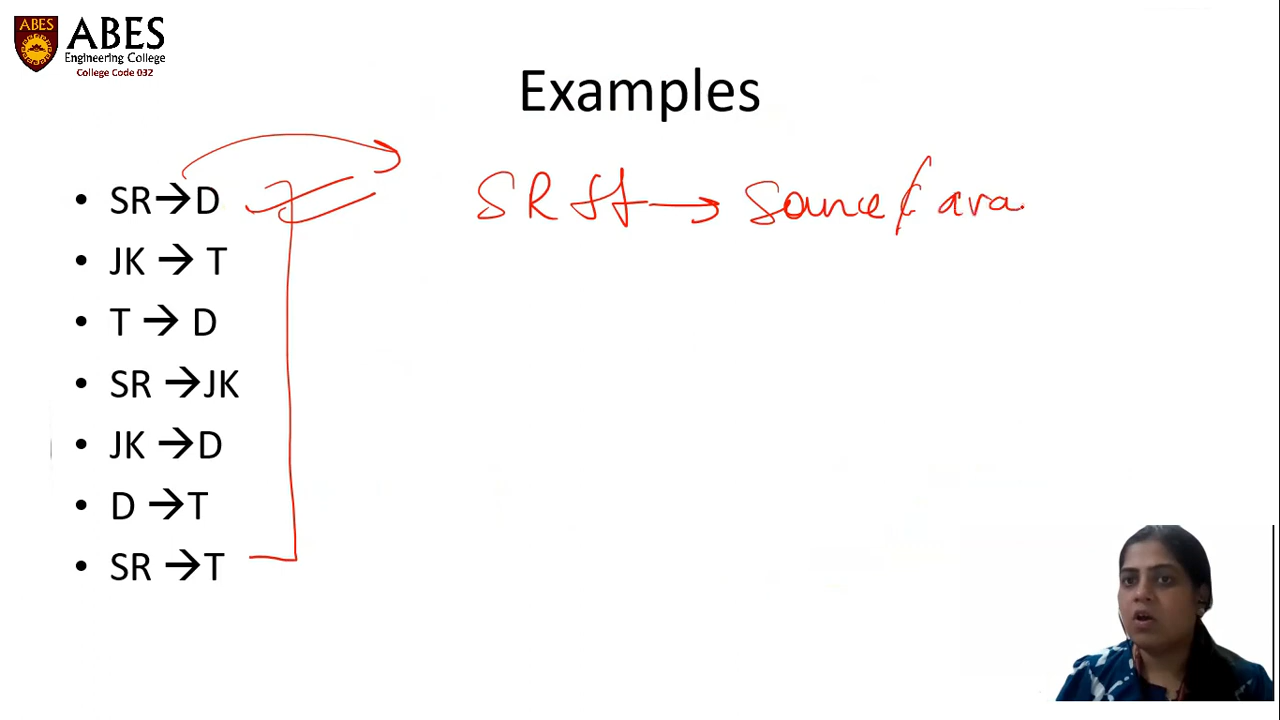 ABES
ABES
Engineering College
College Code 032
Examples
• SR→D
• JK → T
• T → D
• SR →JK
• JK →D
• D →T
• SR →T
SR ff → Source/ ava